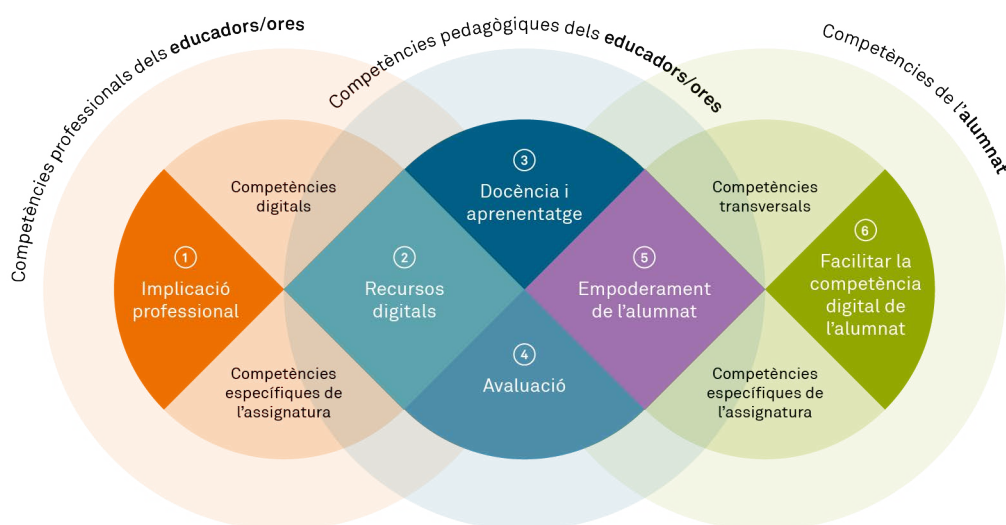 Competències professionals dels educadors/ores
Competències pedagògiques dels educadors/ores
Competències de l’alumnat
Competències
digitals
1
Implicació
professional
Competències
específiques de
l’assignatura
2
Recursos
digitals
3
Docència i
aprenentatge
4
Avaluació
5
Empoderament
de l’alumnat
Competències
transversals
6
Facilitar la
competència
digital de
l’alumnat
Competències
específiques de
l’assignatura